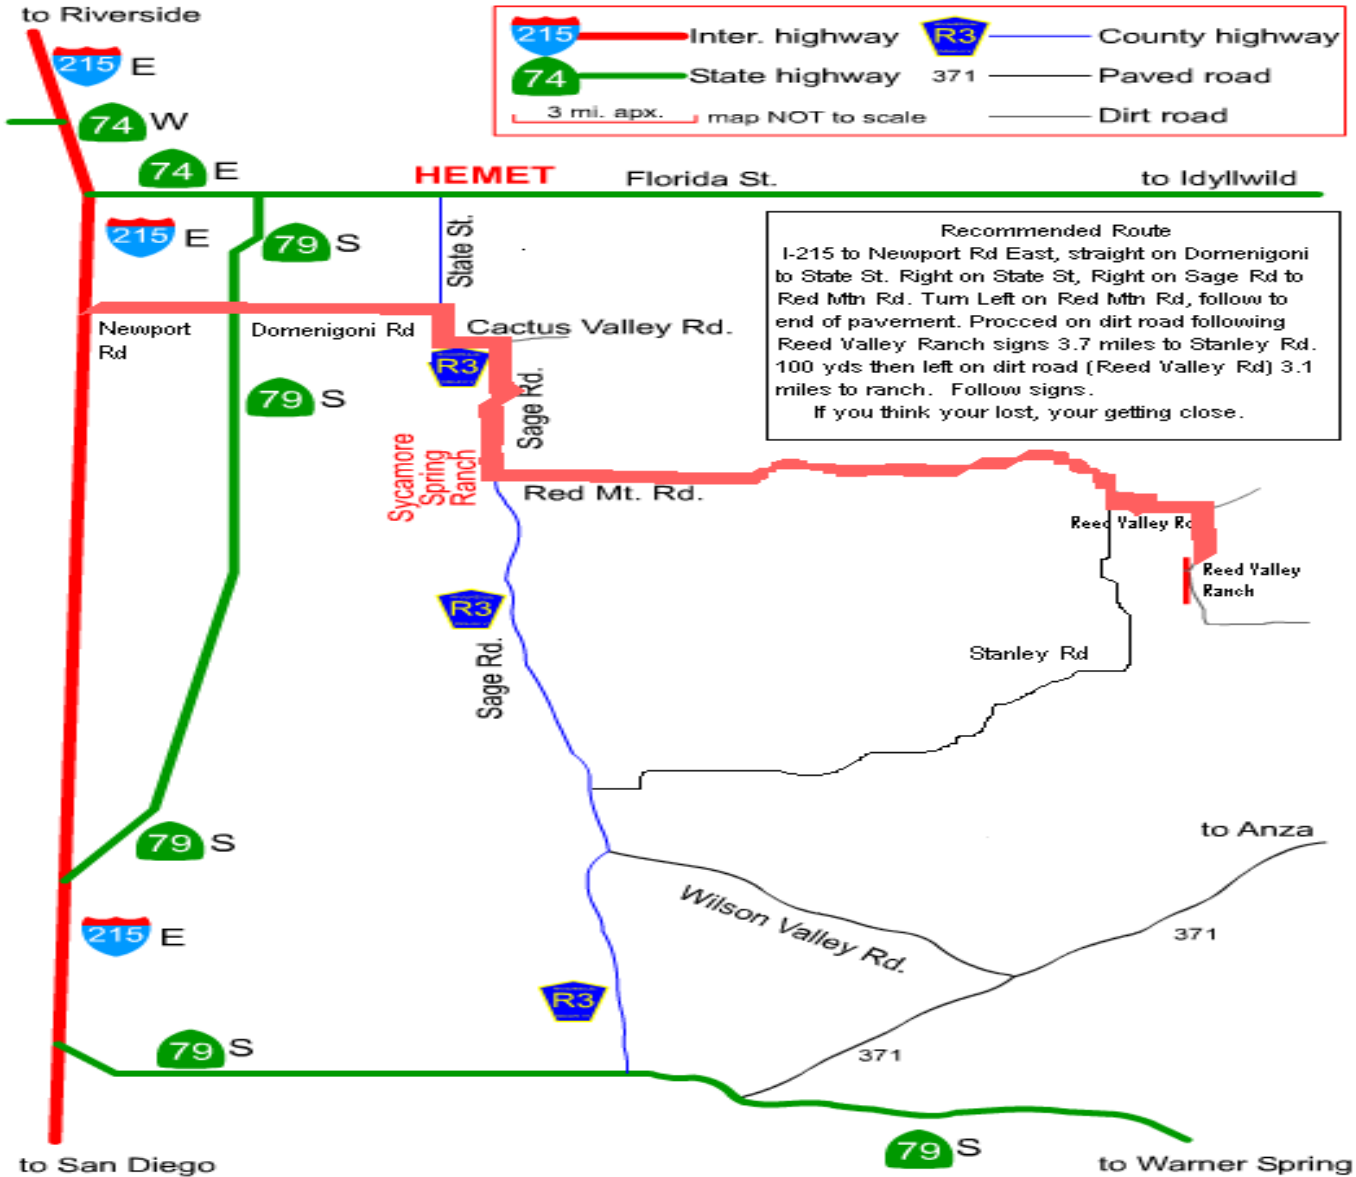 to Riverside
215 E
74 W
74 E
215 Inter. highway
R3 County highway
74 State highway
371 Paved road
3 mi. apx. map NOT to scale
Dirt road
HEMET
Florida St.
to Idyllwild
215 E
79 S
State St.
Recommended Route
I-215 to Newport Rd East, straight on Domenigoni
to State St. Right on State St, Right on Sage Rd to
Red Mtn Rd. Turn Left on Red Mtn Rd, follow to
end of pavement. Procced on dirt road following
Reed Valley Ranch signs 3.7 miles to Stanley Rd.
100 yds then left on dirt road (Reed Valley Rd) 3.1
miles to ranch. Follow signs.
If you think your lost, your getting close.
Newport
Rd
Domenigoni Rd
Cactus Valley Rd.
R3
79 S
Sage Rd.
Sycamore
Spring
Ranch
Red Mt. Rd.
Reed Valley Rd
Reed Valley
Ranch
R3
Sage Rd.
Stanley Rd
79 S
to Anza
Wilson Valley Rd.
371
215 E
R3
79 S
371
79 S
to San Diego
to Warner Spring